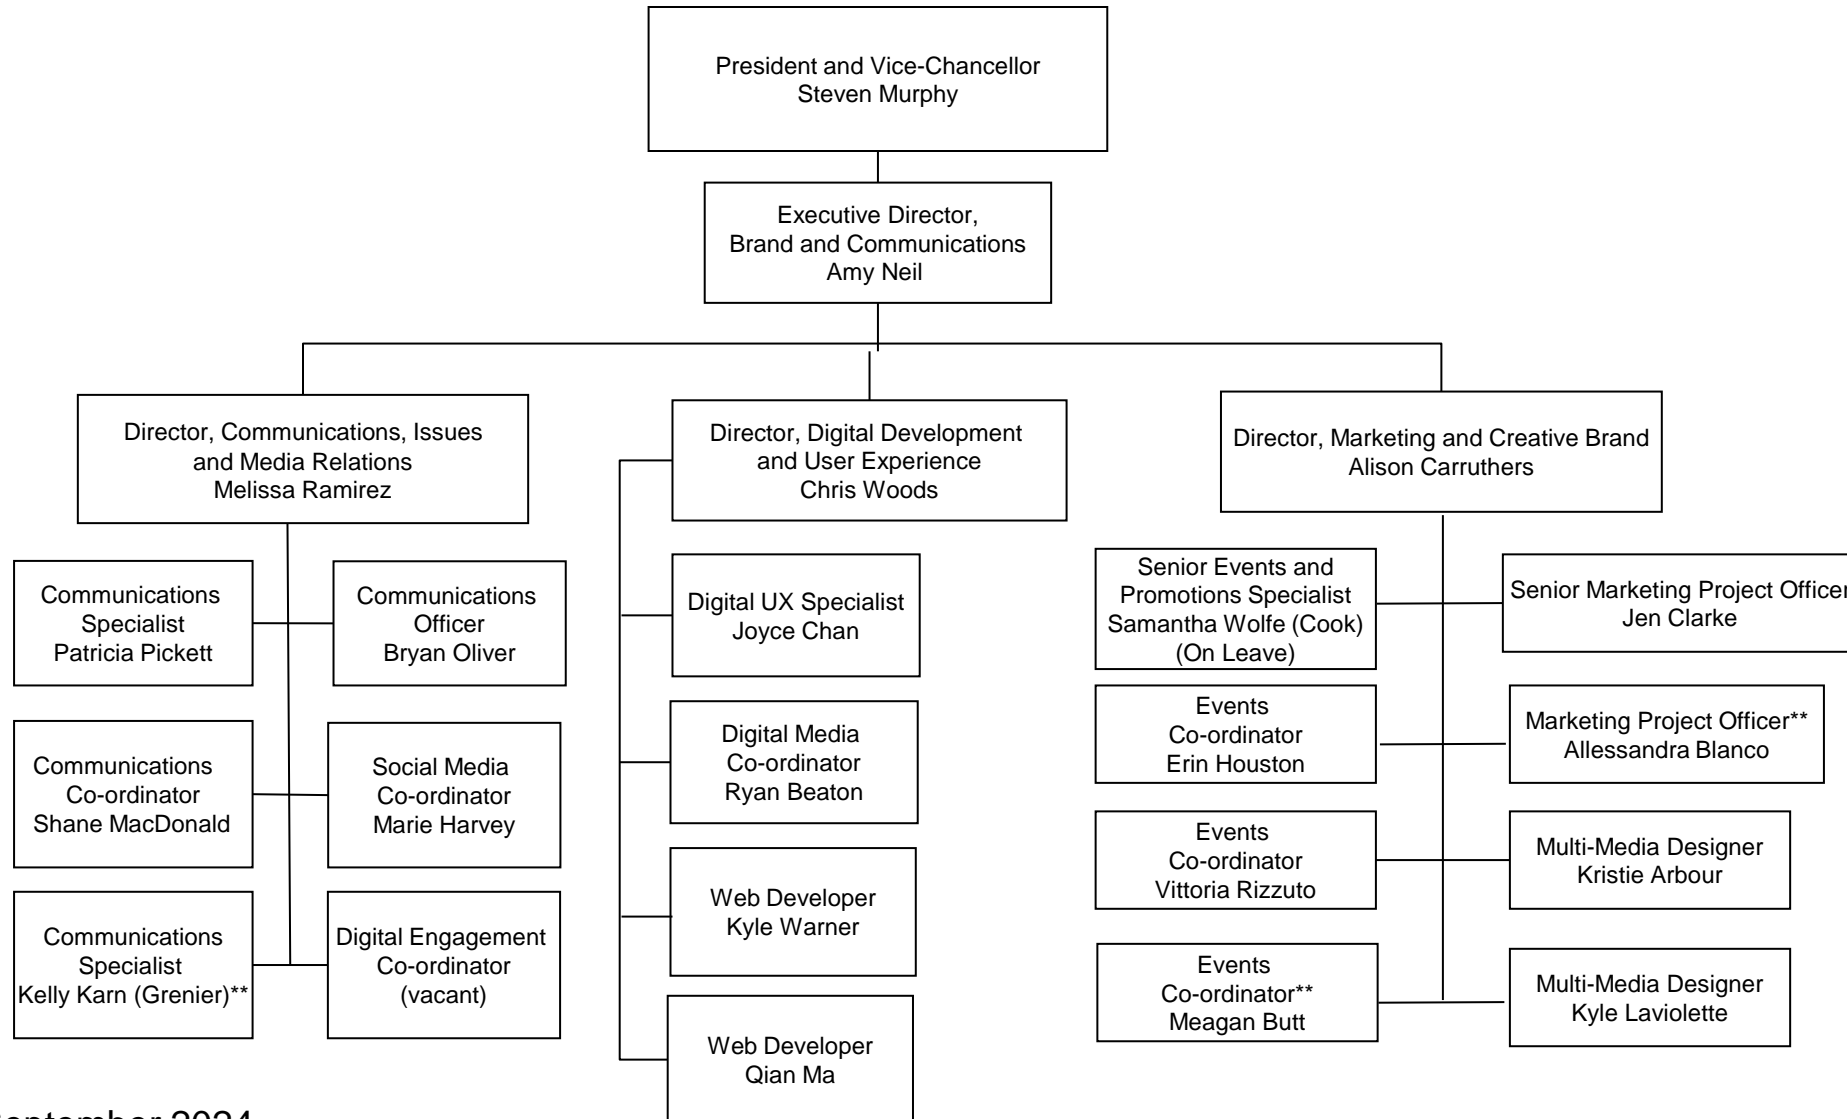 President and Vice-Chancellor
Steven Murphy
Executive Director,
Brand and Communications
Amy Neil
Director, Communications, Issues
and Media Relations
Melissa Ramirez
Communications
Specialist
Patricia Pickett
Communications
Officer
Bryan Oliver
Communications
Co-ordinator
Shane MacDonald
Social Media
Co-ordinator
Marie Harvey
Communications
Specialist
Kelly Karn (Grenier)**
Digital Engagement
Co-ordinator
(vacant)
Director, Digital Development
and User Experience
Chris Woods
Digital UX Specialist
Joyce Chan
Digital Media
Co-ordinator
Ryan Beaton
Web Developer
Kyle Warner
Web Developer
Qian Ma
Director, Marketing and Creative Brand
Alison Carruthers
Senior Events and
Promotions Specialist
Samantha Wolfe (Cook)
(On Leave)
Senior Marketing Project Officer
Jen Clarke
Events
Co-ordinator
Erin Houston
Marketing Project Officer**
Allessandra Blanco
Events
Co-ordinator
Vittoria Rizzuto
Multi-Media Designer
Kristie Arbour
Events
Co-ordinator**
Meagan Butt
Multi-Media Designer
Kyle Laviolette